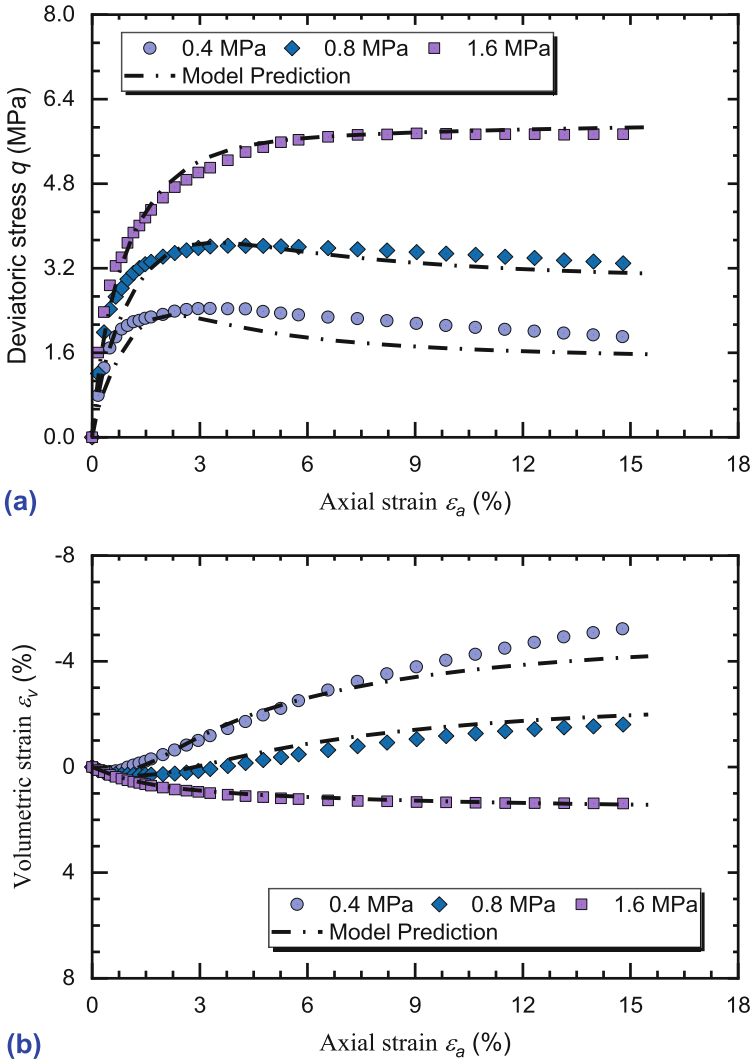 8.0
0.4 MPa 0.8 MPa 1.6 MPa
Model Prediction
6.4
4.8
3.2
1.6
0.0
Deviatoric stress q (MPa)
0 3 6 9 12 15 18
Axial strain εa (%)
(a)
-8
-4
0
4
8
Volumetric strain εv (%)
0.4 MPa 0.8 MPa 1.6 MPa
Model Prediction
0 3 6 9 12 15 18
Axial strain εa (%)
(b)